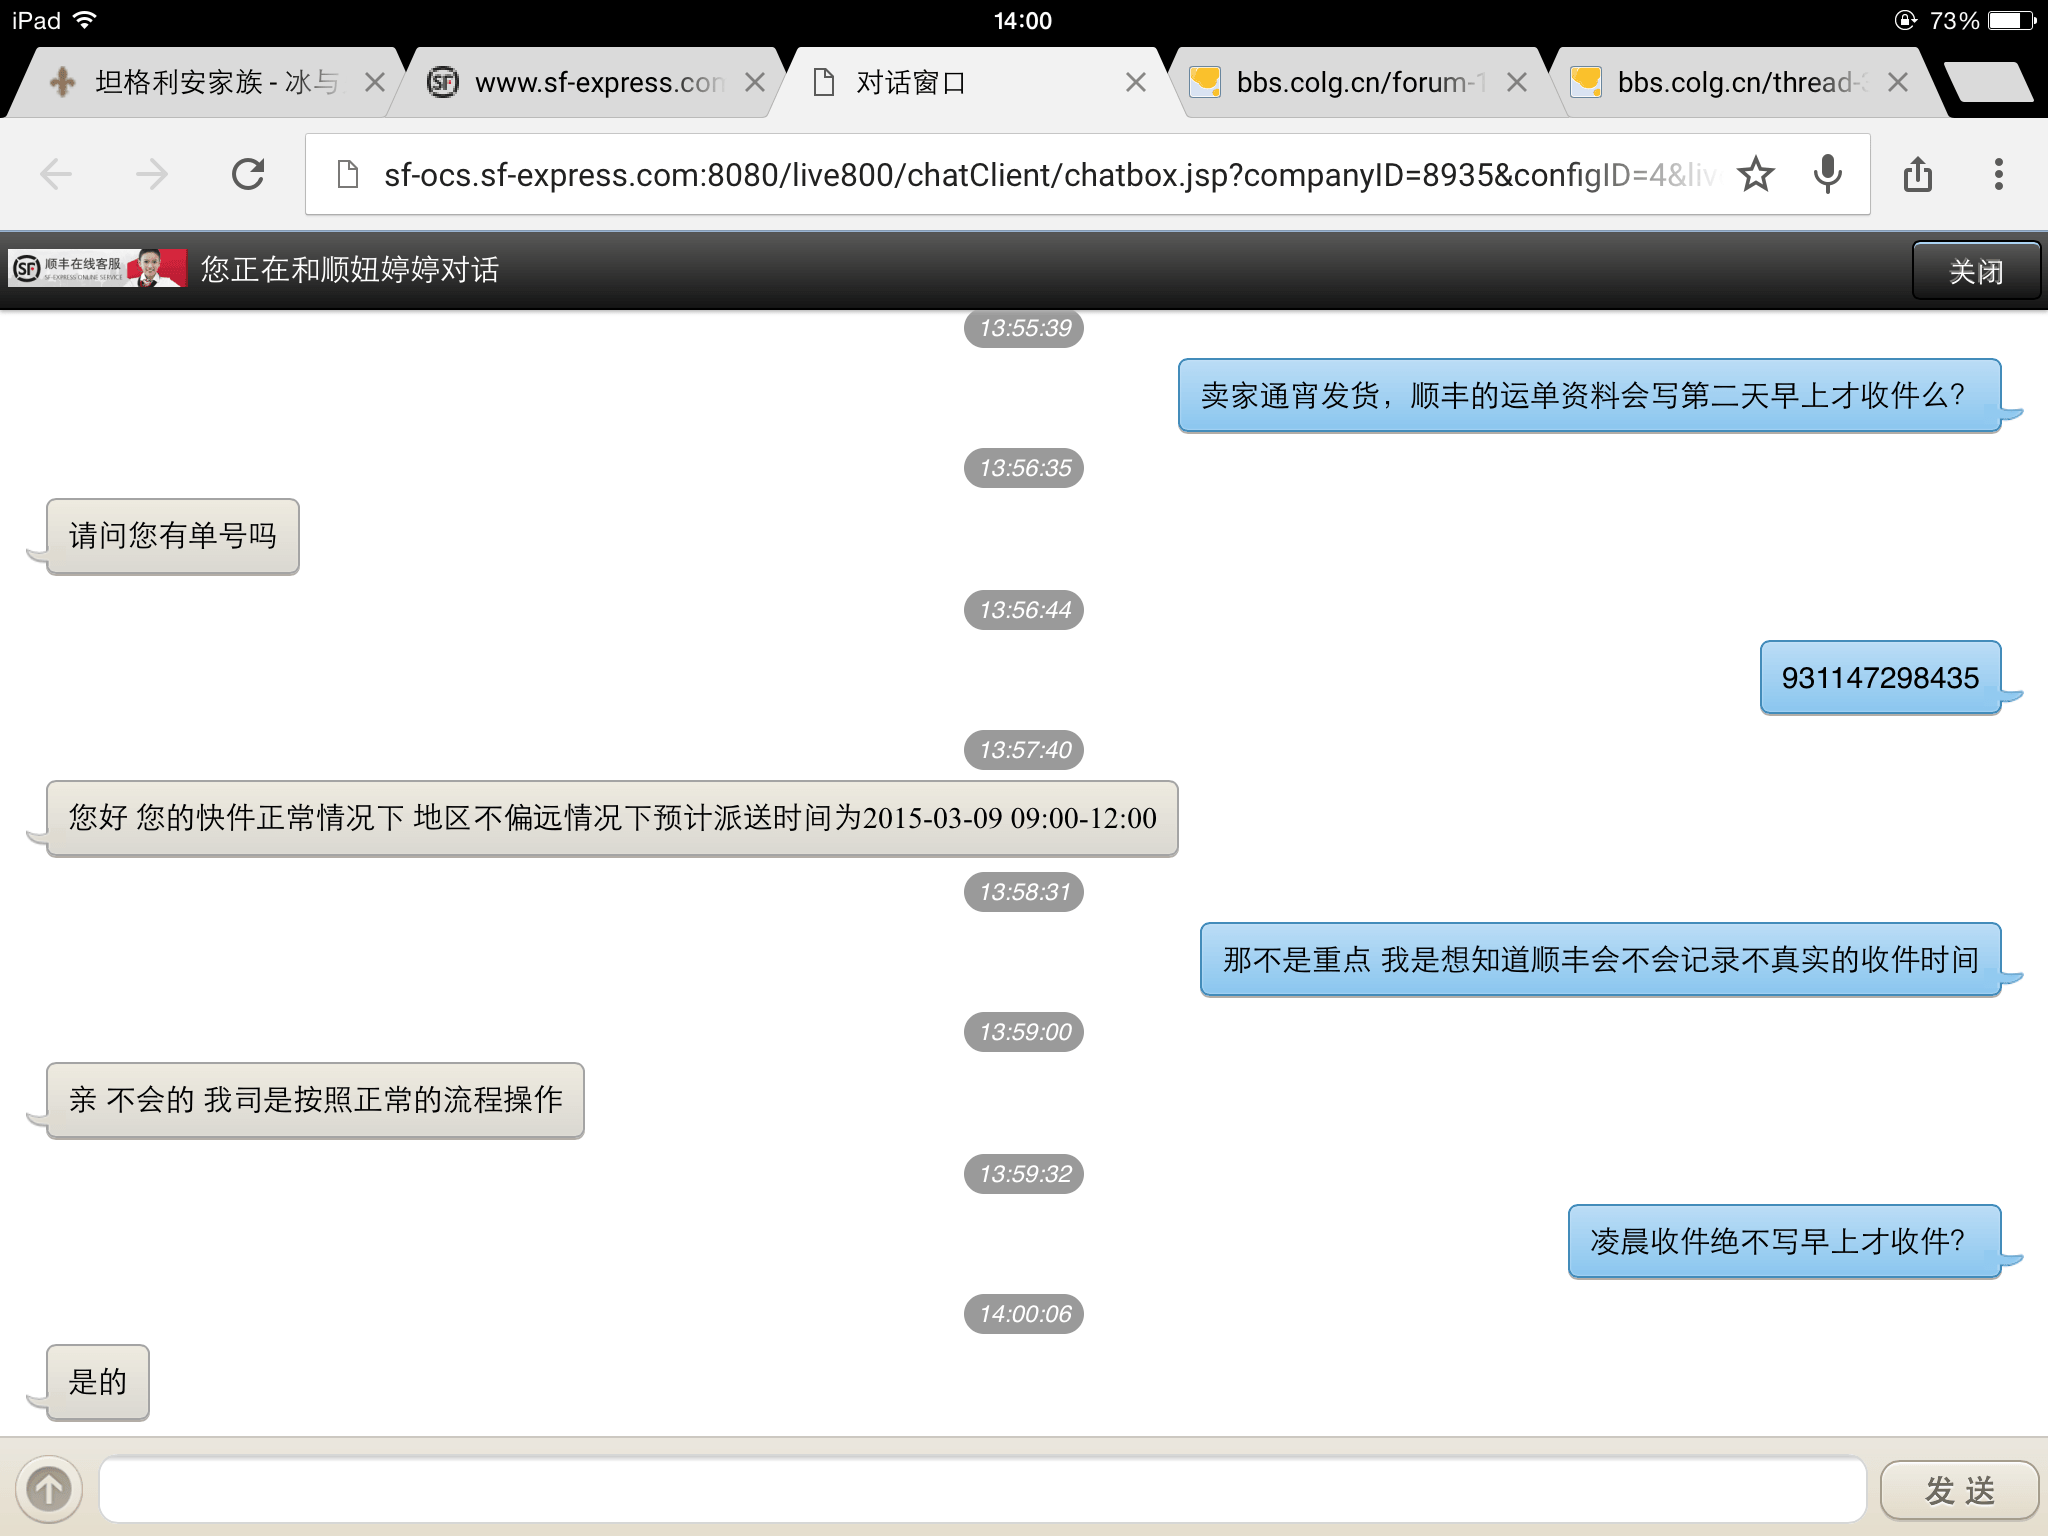 iPad 14:00 73%
坦格利安家族 - 冰与 www.sf-express.com 对话窗口 bbs.colg.cn/forum-1 bbs.colg.cn/thread-3
sf-ocs.sf-express.com:8080/live800/chatClient/chatbox.jsp?companyID=8935&configID=4&liv
SF 顺丰在线客服
SF-EXPRESS ONLINE SERVICE
您正在和顺妞婷婷对话
关闭
13:55:39
卖家通宵发货，顺丰的运单资料会写第二天早上才收件么？
13:56:35
请问您有单号吗
13:56:44
931147298435
13:57:40
您好 您的快件正常情况下 地区不偏远情况下预计派送时间为2015-03-09 09:00-12:00
13:58:31
那不是重点 我是想知道顺丰会不会记录不真实的收件时间
13:59:00
亲 不会的 我司是按照正常的流程操作
13:59:32
凌晨收件绝不写早上才收件？
14:00:06
是的
发 送